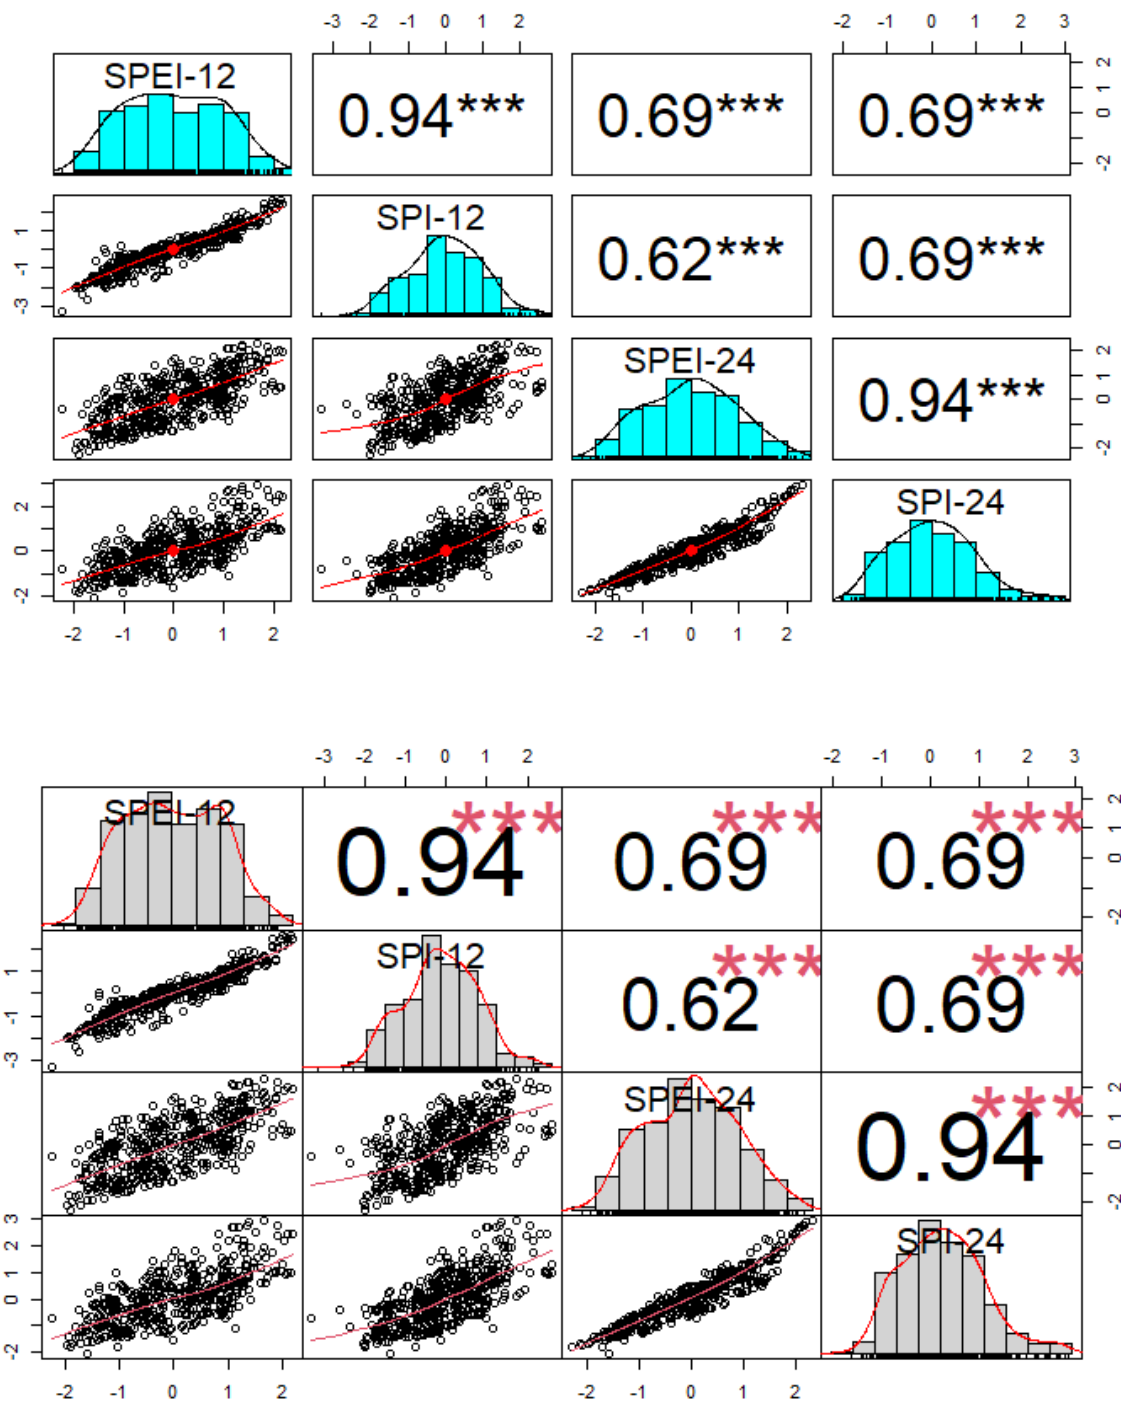 -3 -2 -1 0 1 2 -2 -1 0 1 2 3
SPEI-12 0.94*** 0.69*** 0.69*** 2 1 0 -2
SPI-12 0.62*** 0.69*** 1 -1 -3
SPEI-24 0.94*** 2 1 0 -2
SPI-24 2 0 -2
-2 -1 0 1 2 -2 -1 0 1 2
-3 -2 -1 0 1 2 -2 -1 0 1 2 3
SPEI-12 0.94 *** 0.69 *** 0.69 *** 2 1 0 -2
SPI-12 0.62 *** 0.69 *** 1 -1 -3
SPEI-24 0.94 *** 2 1 0 -2
SPI-24 3 2 1 0 -2
-2 -1 0 1 2 -2 -1 0 1 2